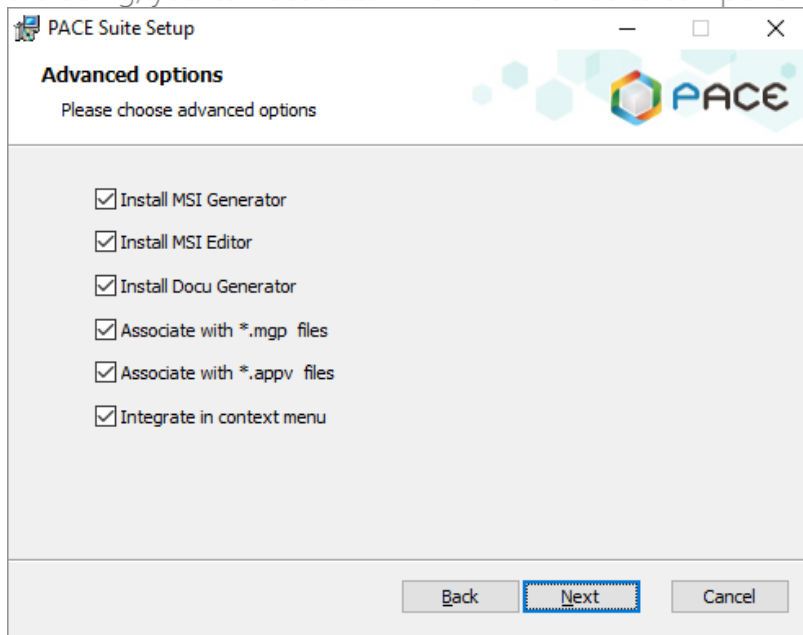 PACE Suite Setup
Advanced options
Please choose advanced options
PACE
Install MSI Generator
Install MSI Editor
Install Docu Generator
Associate with *.mgp files
Associate with *.appv files
Integrate in context menu
Back Next Cancel